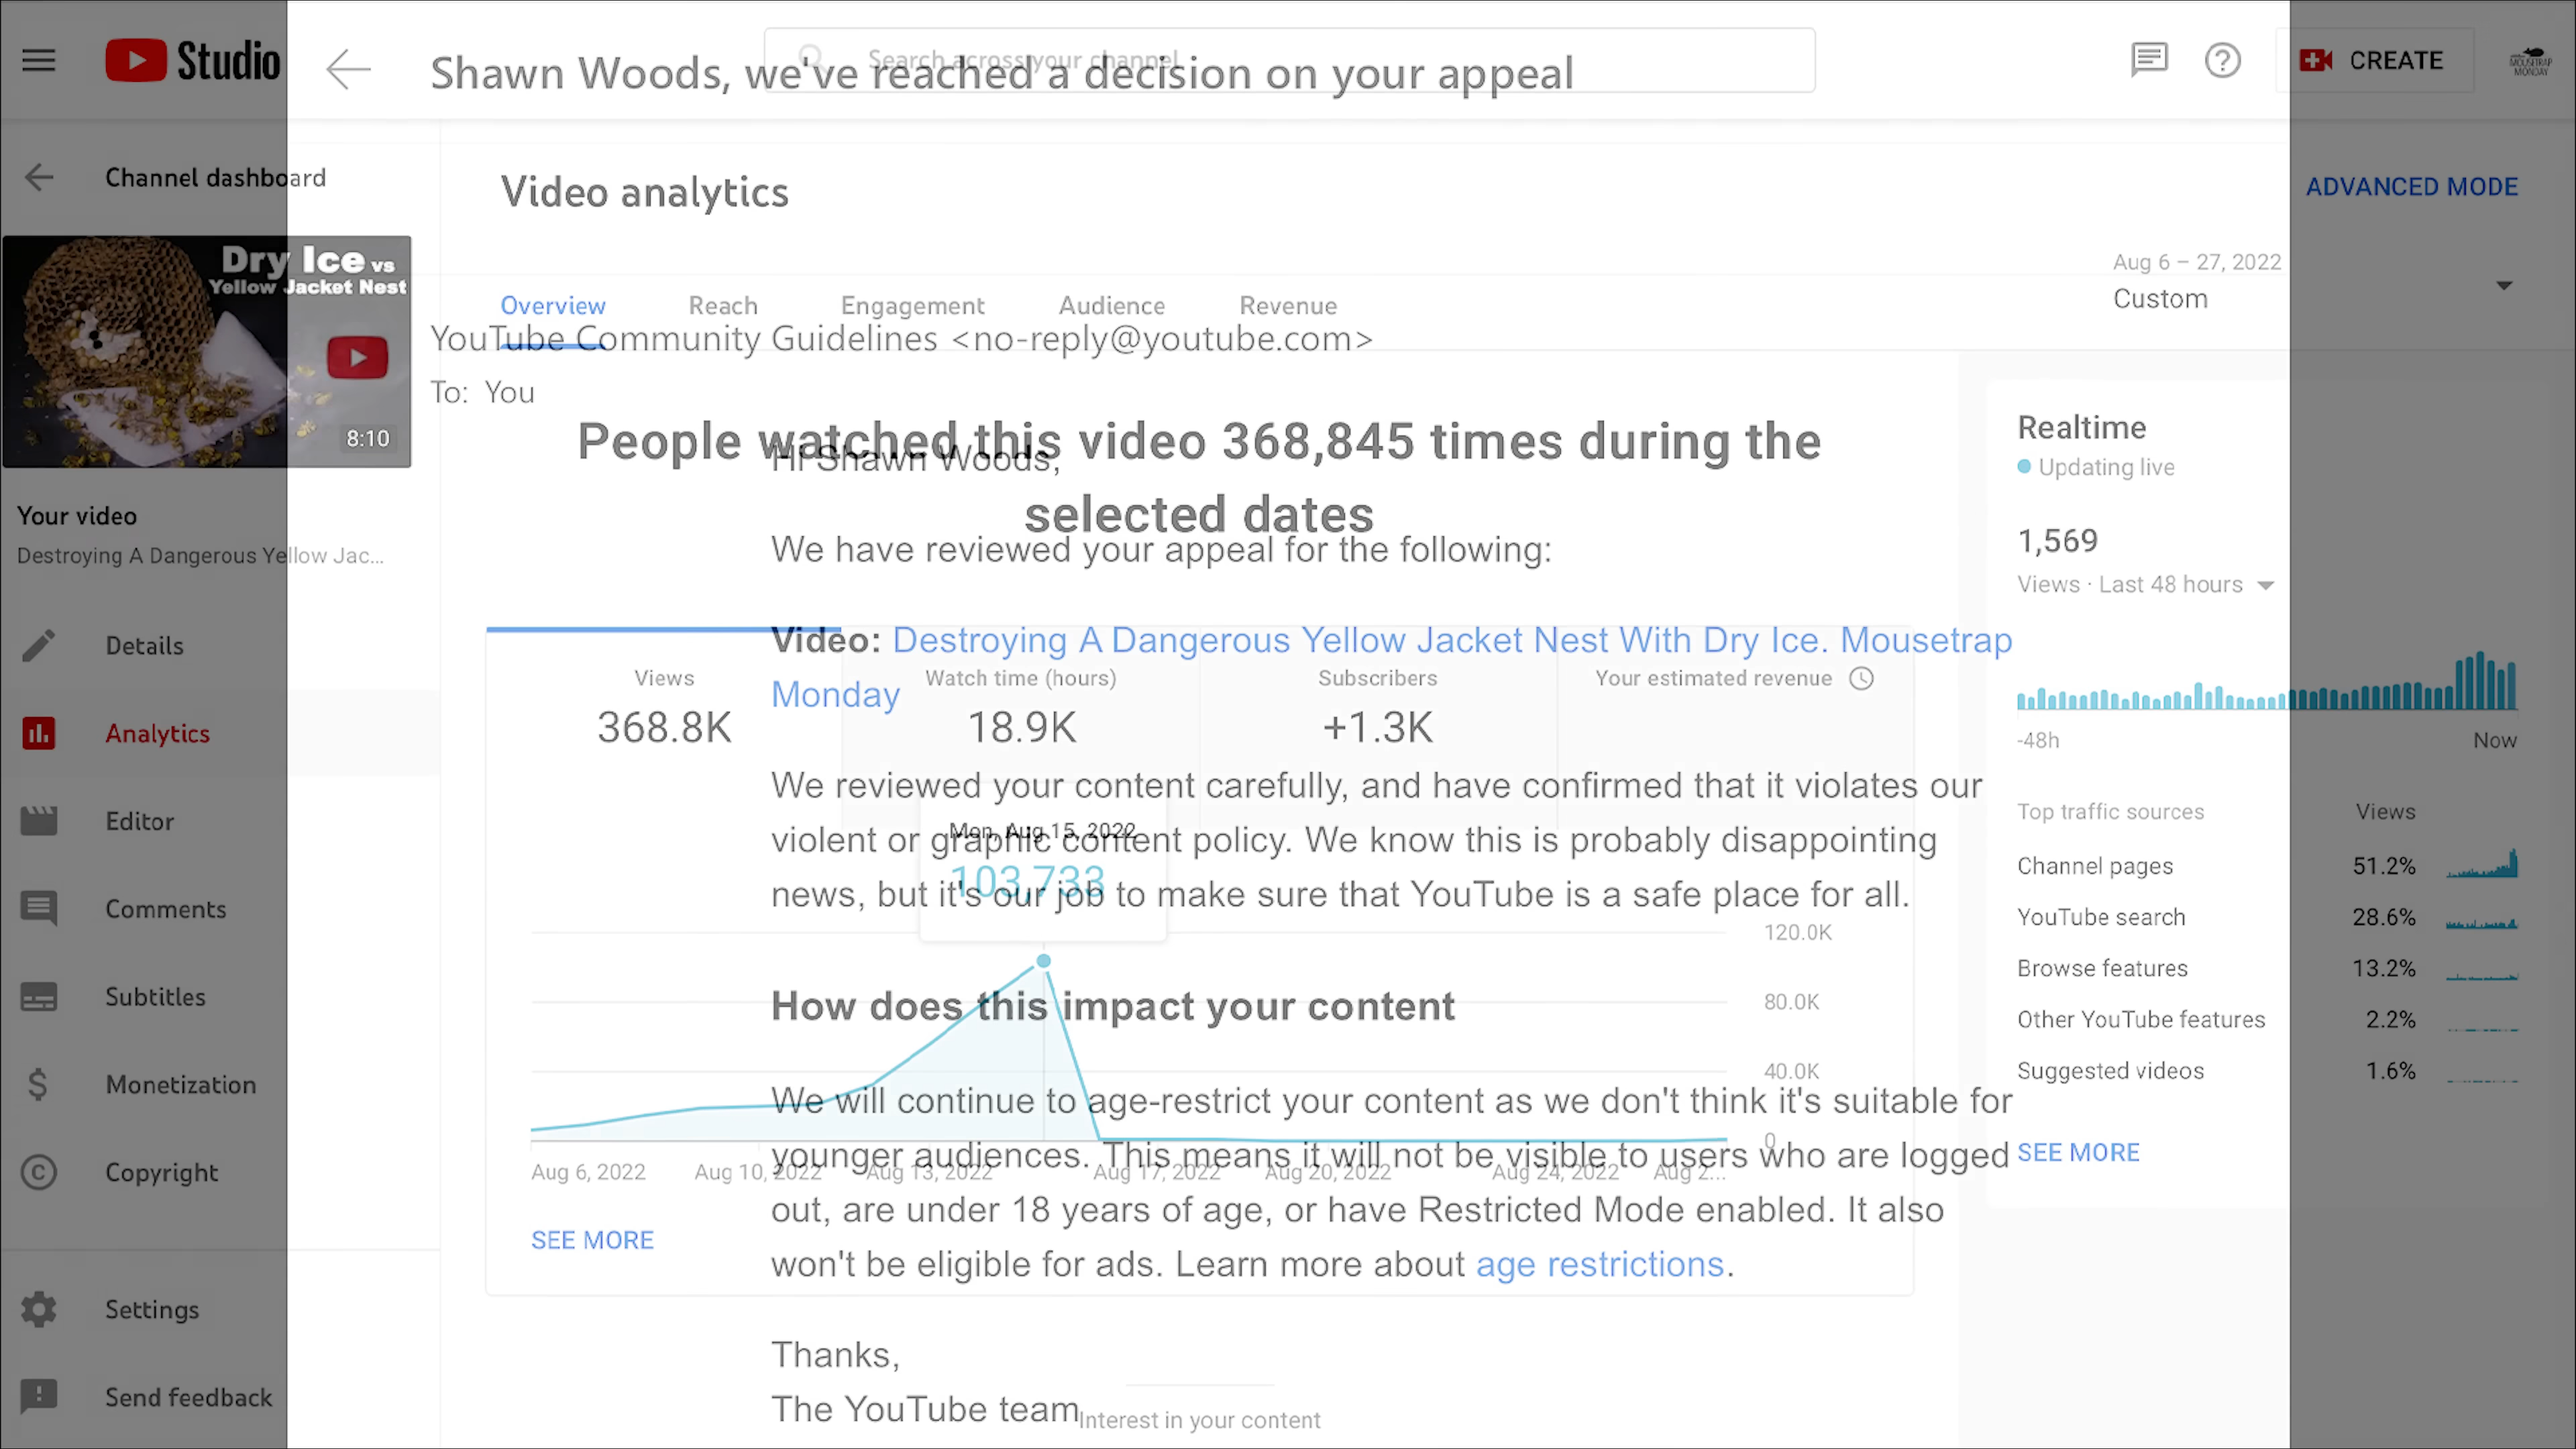 Studio
Search across your channel
CREATE
MOUSETRAP
MONDAY
Shawn Woods, we've reached a decision on your appeal
Channel dashboard
Video analytics
ADVANCED MODE
Dry Ice vs
Yellow Jacket Nest
8:10
Aug 6 – 27, 2022
Custom
Overview
Reach
Engagement
Audience
Revenue
YouTube Community Guidelines <no-reply@youtube.com>
To: You
People watched this video 368,845 times during the
selected dates
Hi Shawn Woods,
We have reviewed your appeal for the following:
Video: Destroying A Dangerous Yellow Jacket Nest With Dry Ice. Mousetrap
Monday
Your video
Destroying A Dangerous Yellow Jac...
Details
Analytics
Editor
Comments
Subtitles
Monetization
Copyright
Settings
Send feedback
Views
368.8K
Watch time (hours)
18.9K
Subscribers
+1.3K
Your estimated revenue
We reviewed your content carefully, and have confirmed that it violates our
violent or graphic content policy. We know this is probably disappointing
news, but it's our job to make sure that YouTube is a safe place for all.
Mon, Aug 15, 2022
103,733
120.0K
80.0K
40.0K
0
How does this impact your content
We will continue to age-restrict your content as we don't think it's suitable for
younger audiences. This means it will not be visible to users who are logged
out, are under 18 years of age, or have Restricted Mode enabled. It also
won't be eligible for ads. Learn more about age restrictions.
Aug 6, 2022
Aug 10, 2022
Aug 13, 2022
Aug 17, 2022
Aug 20, 2022
Aug 24, 2022
Aug 2...
SEE MORE
Thanks,
The YouTube team
Interest in your content
Realtime
Updating live
1,569
Views · Last 48 hours
-48h
Now
Top traffic sources
Views
Channel pages
51.2%
YouTube search
28.6%
Browse features
13.2%
Other YouTube features
2.2%
Suggested videos
1.6%
SEE MORE